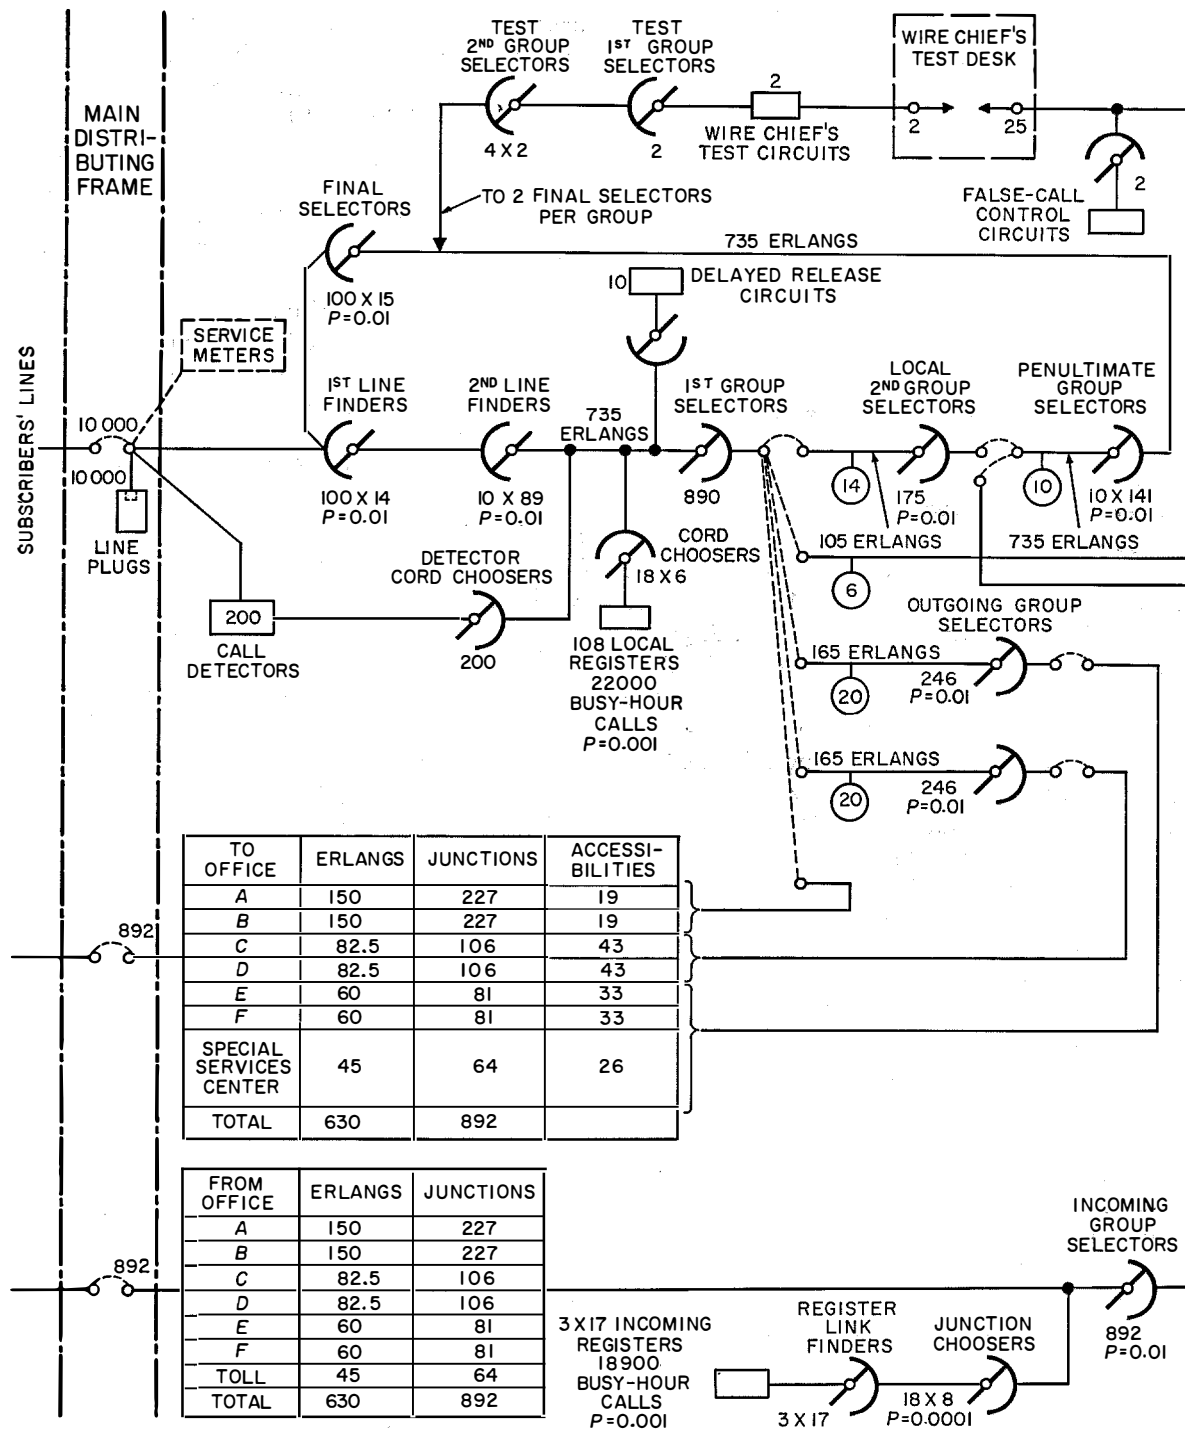 TEST
2ND GROUP
SELECTORS
4 X 2
TEST
1ST GROUP
SELECTORS
2
2
WIRE CHIEF'S
TEST CIRCUITS
WIRE CHIEF'S
TEST DESK
2
25
2
FALSE-CALL
CONTROL
CIRCUITS
MAIN
DISTRI-
BUTING
FRAME
FINAL
SELECTORS
100 X 15
P=0.01
TO 2 FINAL SELECTORS
PER GROUP
735 ERLANGS
10
DELAYED RELEASE
CIRCUITS
SERVICE
METERS
SUBSCRIBERS' LINES
10 000
10 000
LINE
PLUGS
1ST LINE
FINDERS
100 X 14
P=0.01
2ND LINE
FINDERS
10 X 89
P=0.01
735
ERLANGS
1ST GROUP
SELECTORS
890
LOCAL
2ND GROUP
SELECTORS
14
175
P=0.01
105 ERLANGS
PENULTIMATE
GROUP
SELECTORS
10
10 X 141
P=0.01
735 ERLANGS
6
CORD
CHOOSERS
18 X 6
DETECTOR
CORD CHOOSERS
200
200
CALL
DETECTORS
108 LOCAL
REGISTERS
22000
BUSY-HOUR
CALLS
P=0.001
OUTGOING GROUP
SELECTORS
165 ERLANGS
20
246
P=0.01
165 ERLANGS
20
246
P=0.01
TO OFFICE ERLANGS JUNCTIONS ACCESSI-BILITIES
A 150 227 19
B 150 227 19
C 82.5 106 43
D 82.5 106 43
E 60 81 33
F 60 81 33
SPECIAL SERVICES CENTER 45 64 26
TOTAL 630 892
892
FROM OFFICE ERLANGS JUNCTIONS
A 150 227
B 150 227
C 82.5 106
D 82.5 106
E 60 81
F 60 81
TOLL 45 64
TOTAL 630 892
892
3 X 17 INCOMING
REGISTERS
18900
BUSY-HOUR
CALLS
P=0.001
REGISTER
LINK
FINDERS
3 X 17
JUNCTION
CHOOSERS
18 X 8
P=0.0001
INCOMING
GROUP
SELECTORS
892
P=0.01